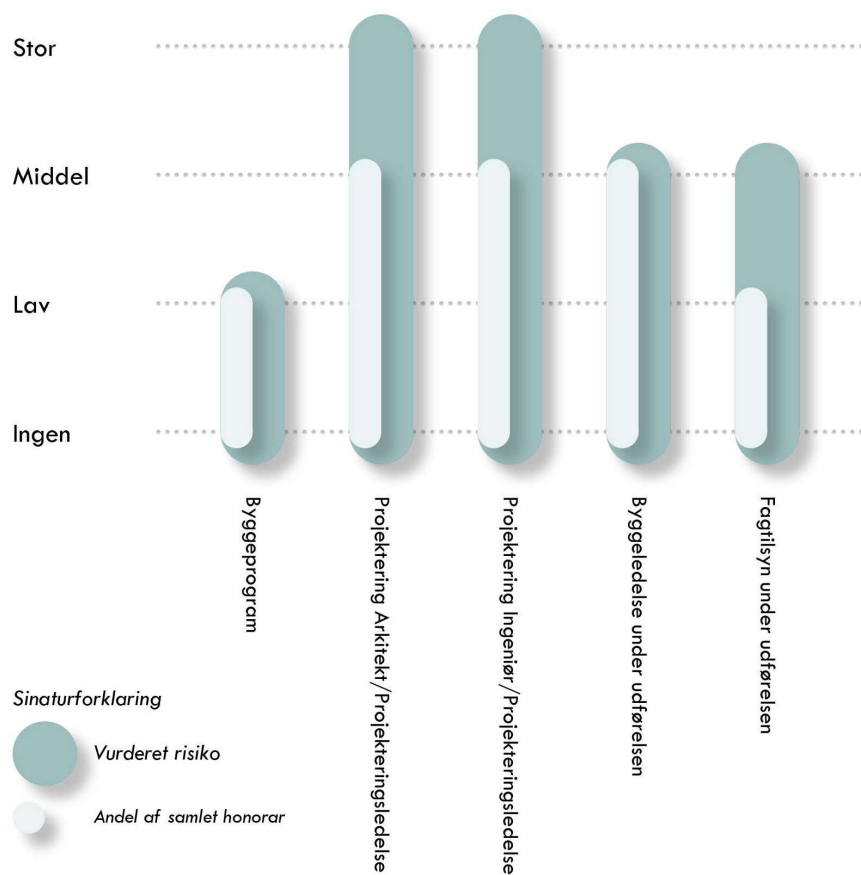 Stor
Middel
Lav
Ingen
Byggeprogram
Projektering Arkitekt/Projekteringsledelse
Projektering Ingeniør/Projekteringsledelse
Byggeledelse under udførelsen
Fagtilsyn under udførelsen
Sinaturforklaring
Vurderet risiko
Andel af samlet honorar